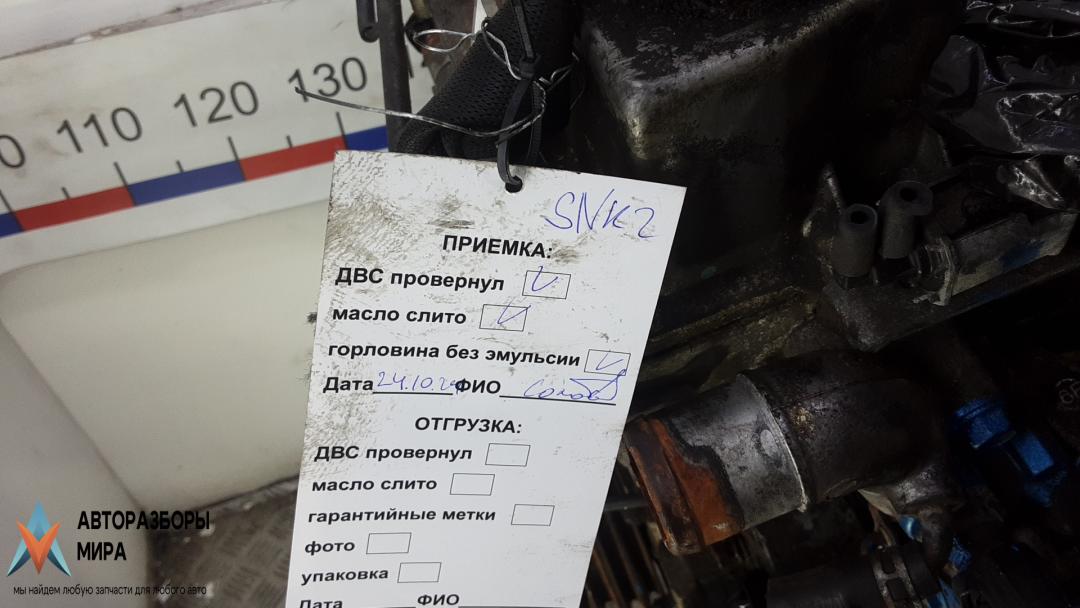 110 120 130
SNK2
ПРИЕМКА:
ДВС провернул
масло слито
горловина без эмульсии
Дата 24.10.24 ФИО
ОТГРУЗКА:
ДВС провернул
масло слито
гарантийные метки
фото
упаковка
Дата ФИО
АВТОРАЗБОРЫ
МИРА
мы найдем любую запчасти для любого авто